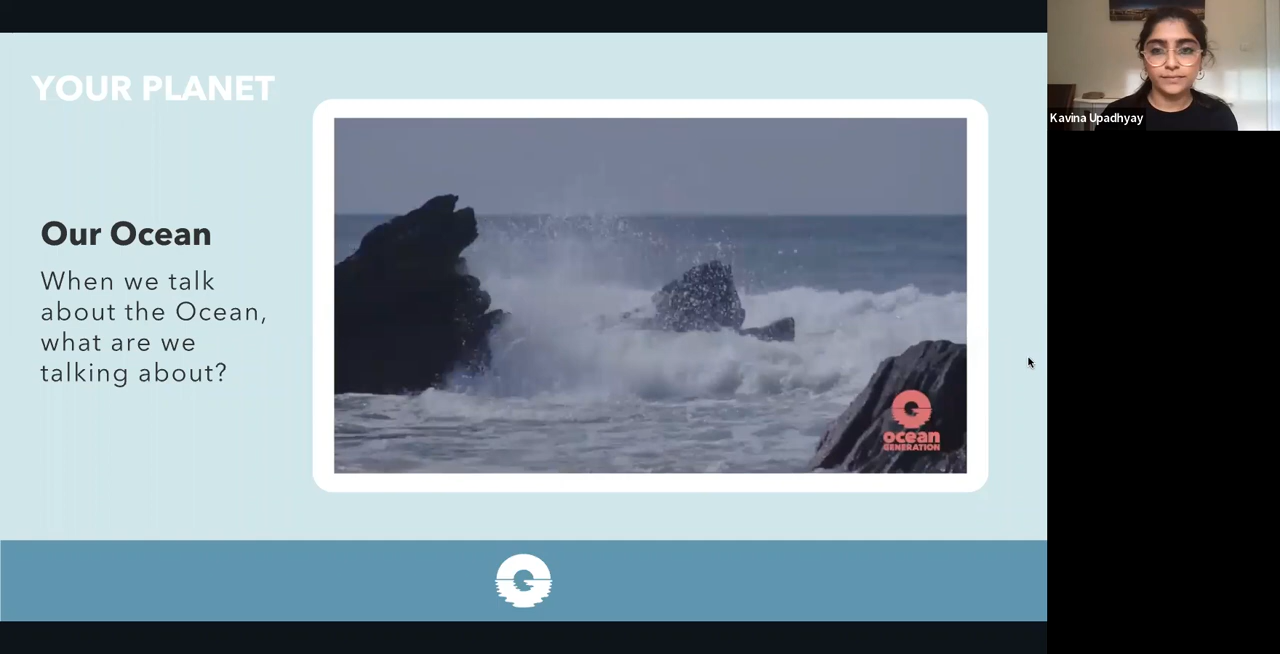 YOUR PLANET
Our Ocean
When we talk
about the Ocean,
what are we
talking about?
ocean
GENERATION
Kavina Upadhyay